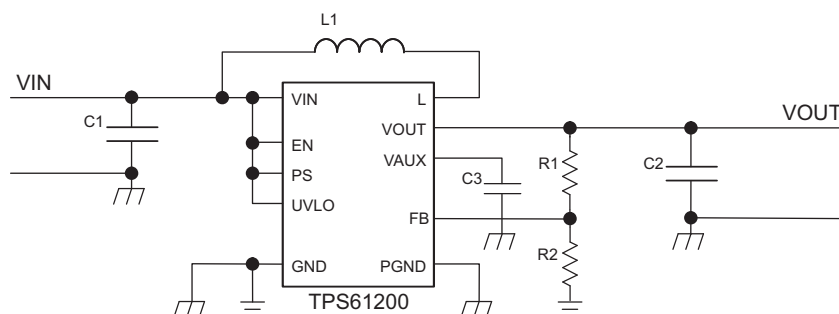 L1
VIN
VIN
L
C1
VOUT
VOUT
EN
VAUX
R1
C2
PS
C3
UVLO
FB
R2
GND
PGND
TPS61200